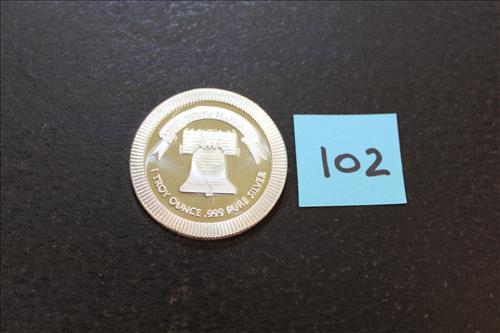 1 TROY OUNCE .999 PURE SILVER
102